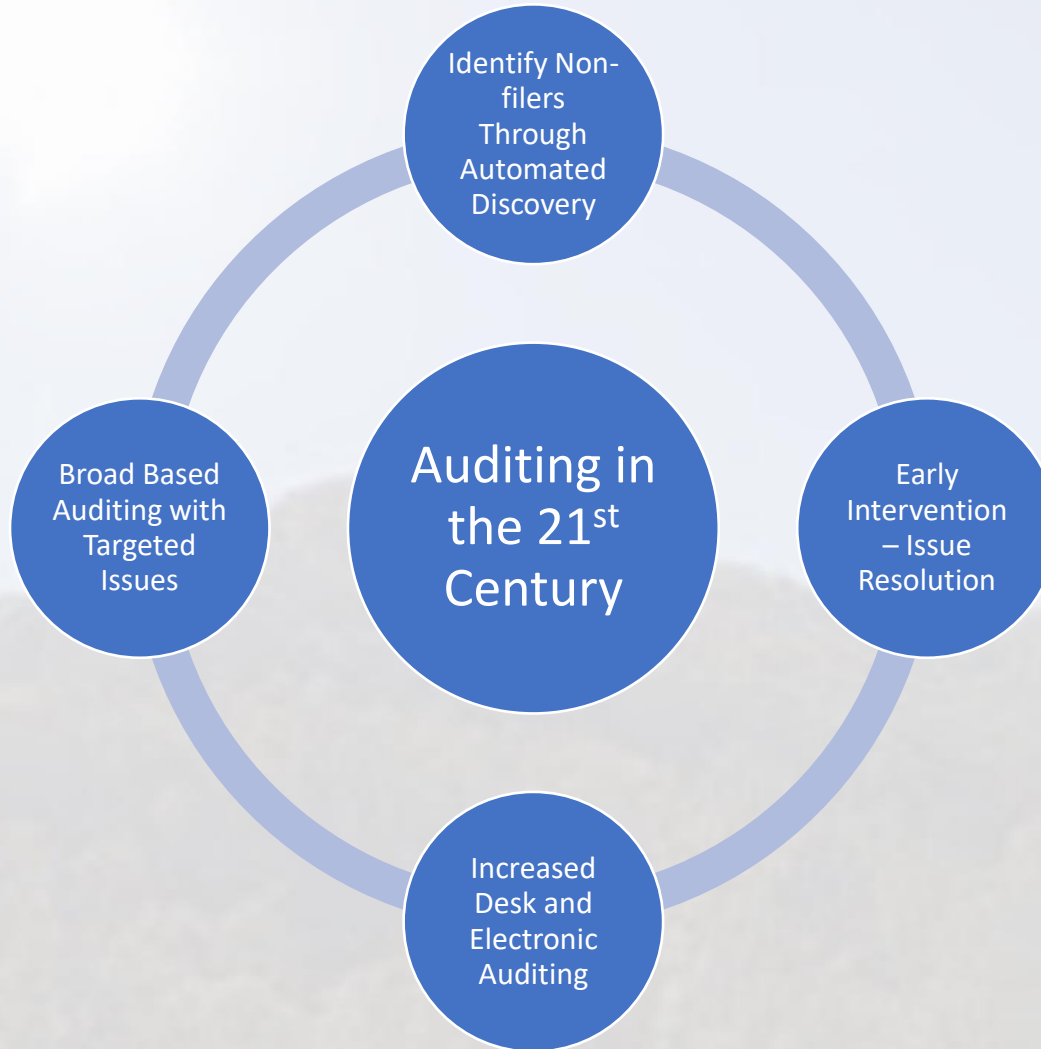 Identify Non-
filers
Through
Automated
Discovery
Broad Based
Auditing with
Targeted
Issues
Auditing in
the 21st
Century
Early
Intervention
– Issue
Resolution
Increased
Desk and
Electronic
Auditing